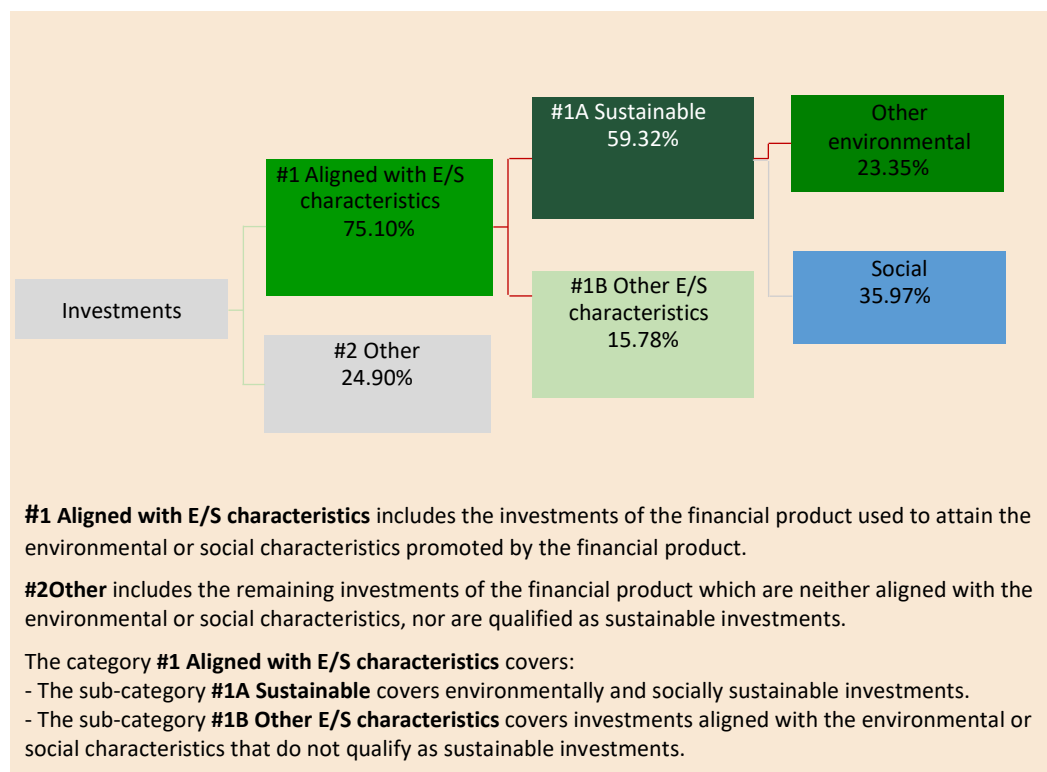 #1A Sustainable
59.32%
Other
environmental
23.35%
#1 Aligned with E/S
characteristics
75.10%
Social
35.97%
#1B Other E/S
characteristics
15.78%
Investments
#2 Other
24.90%
#1 Aligned with E/S characteristics includes the investments of the financial product used to attain the
environmental or social characteristics promoted by the financial product.
#2Other includes the remaining investments of the financial product which are neither aligned with the
environmental or social characteristics, nor are qualified as sustainable investments.
The category #1 Aligned with E/S characteristics covers:
- The sub-category #1A Sustainable covers environmentally and socially sustainable investments.
- The sub-category #1B Other E/S characteristics covers investments aligned with the environmental or
social characteristics that do not qualify as sustainable investments.